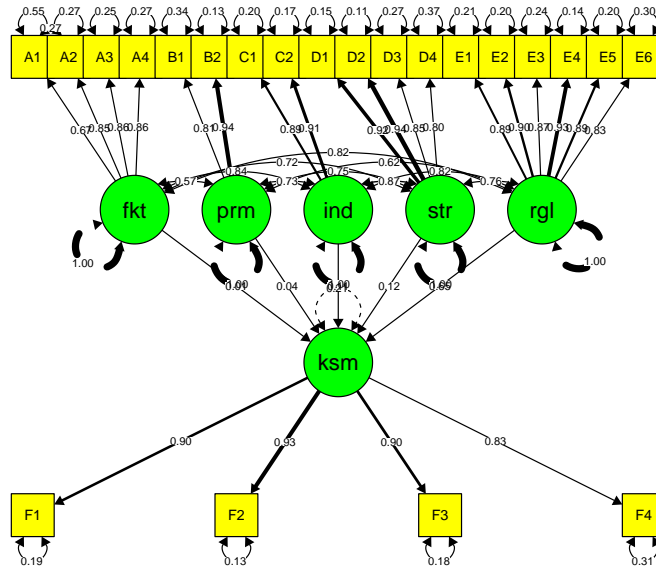 0.55 0.27 0.25 0.27 0.34 0.13 0.20 0.17 0.15 0.11 0.27 0.37 0.21 0.20 0.24 0.14 0.20 0.30
0.27
A1 A2 A3 A4 B1 B2 C1 C2 D1 D2 D3 D4 E1 E2 E3 E4 E5 E6
0.67 0.85 0.86 0.86 0.81 0.94 0.89 0.91 0.92 0.94 0.85 0.80 0.89 0.90 0.87 0.93 0.89 0.83
0.82
0.72 0.62
0.84 0.75 0.82
0.57 0.73 0.87 0.76
fkt prm ind str rgl
1.00 1.00
0.04 0.12
ksm
0.90 0.93 0.90 0.83
F1 F2 F3 F4
0.19 0.13 0.18 0.31